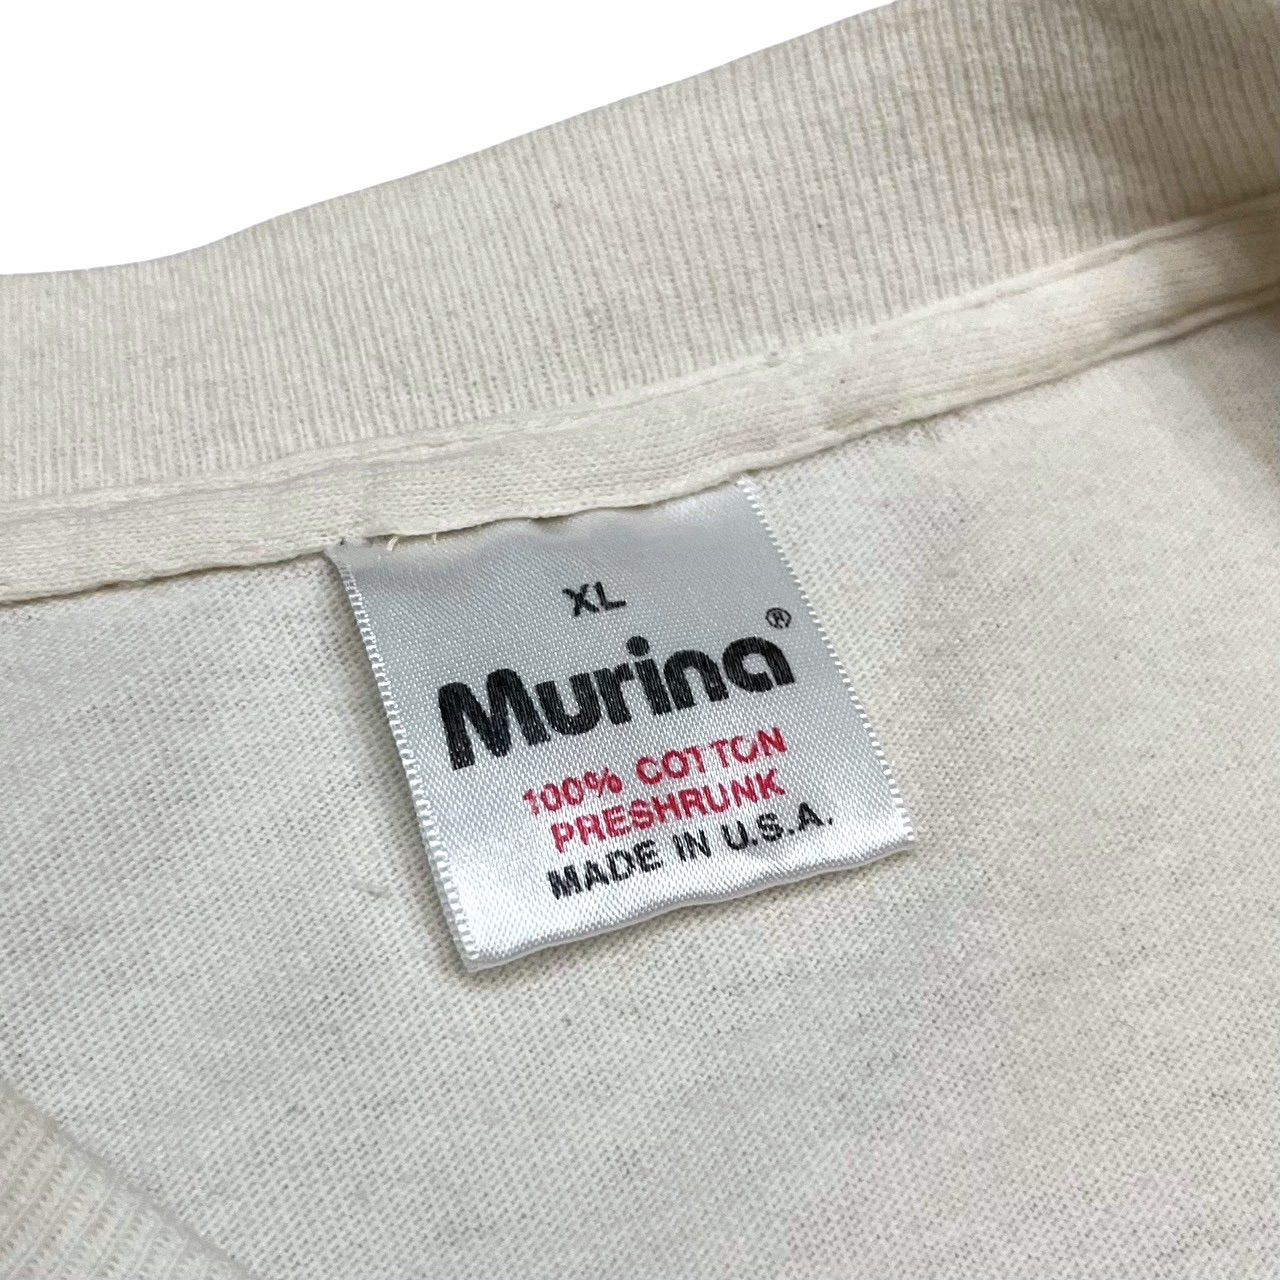 XL
Murina®
100% COTTON
PRESHRUNK
MADE IN U.S.A.